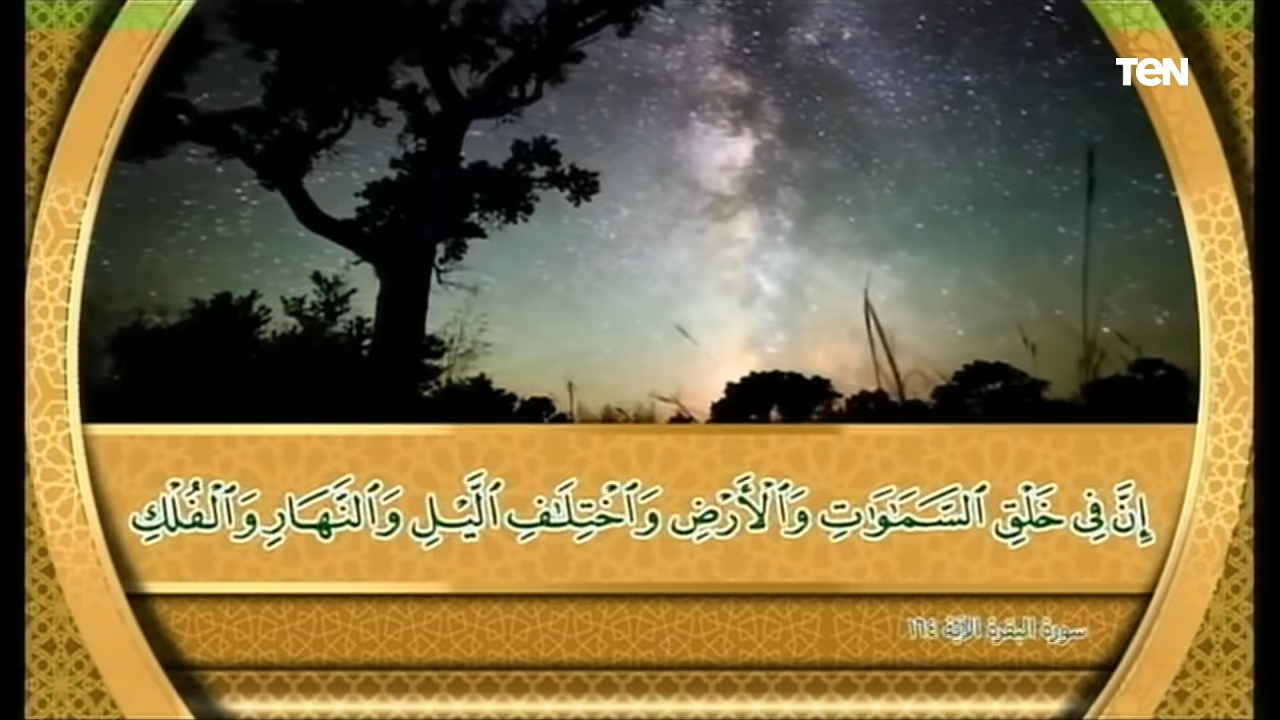 TEN
إِنَّ فِي خَلْقِ ٱلسَّمَٰوَٰتِ وَٱلْأَرْضِ وَٱخْتِلَٰفِ ٱلَّيْلِ وَٱلنَّهَارِ وَٱلْفُلْكِ
سورة البقرة الآية ١٦٤